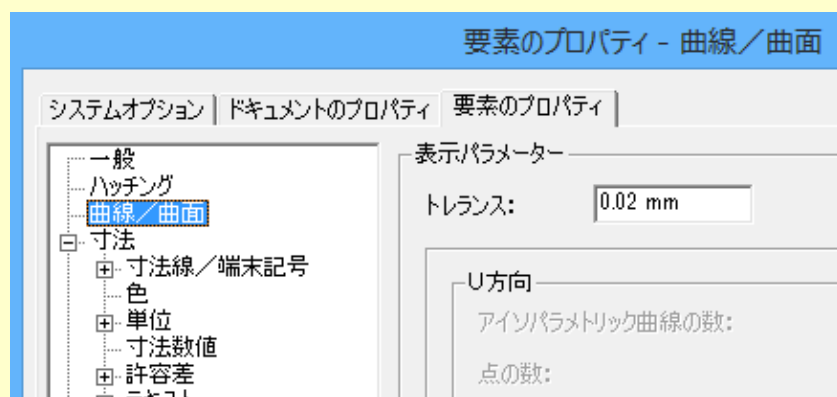 要素のプロパティ - 曲線／曲面
システムオプション ドキュメントのプロパティ 要素のプロパティ
一般
ハッチング
曲線／曲面
寸法
寸法線／端末記号
色
単位
寸法数値
許容差
テキスト
表示パラメーター
トレランス: 0.02 mm
U方向
アイソパラメトリック曲線の数:
点の数: